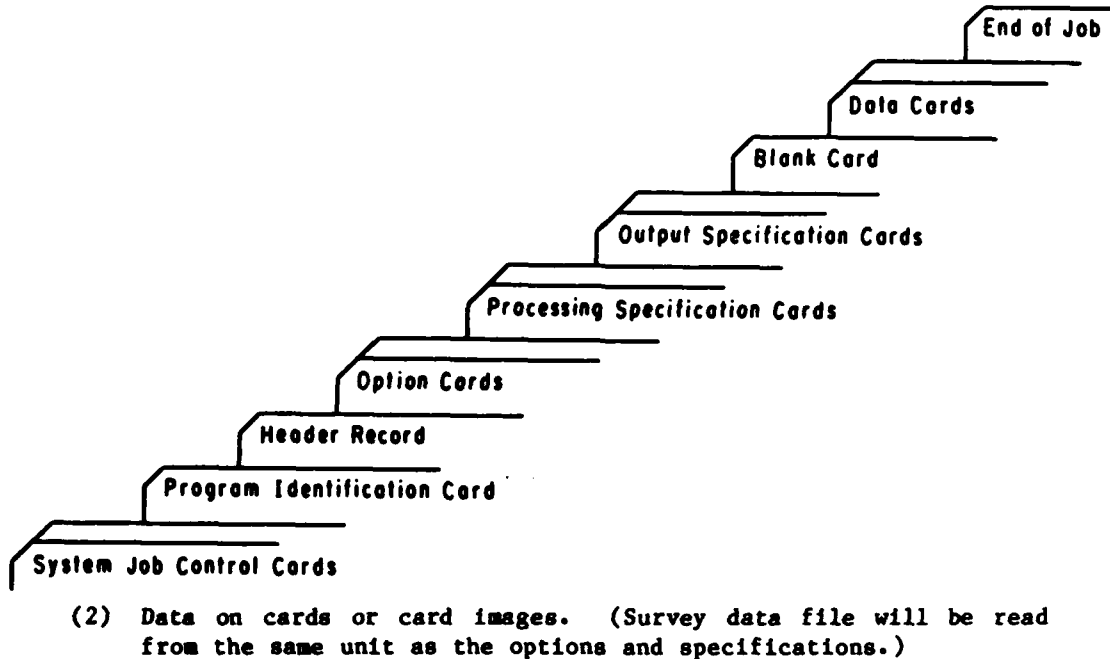 End of Job
Data Cards
Blank Card
Output Specification Cards
Processing Specification Cards
Option Cards
Header Record
Program Identification Card
System Job Control Cards
(2) Data on cards or card images. (Survey data file will be read
from the same unit as the options and specifications.)